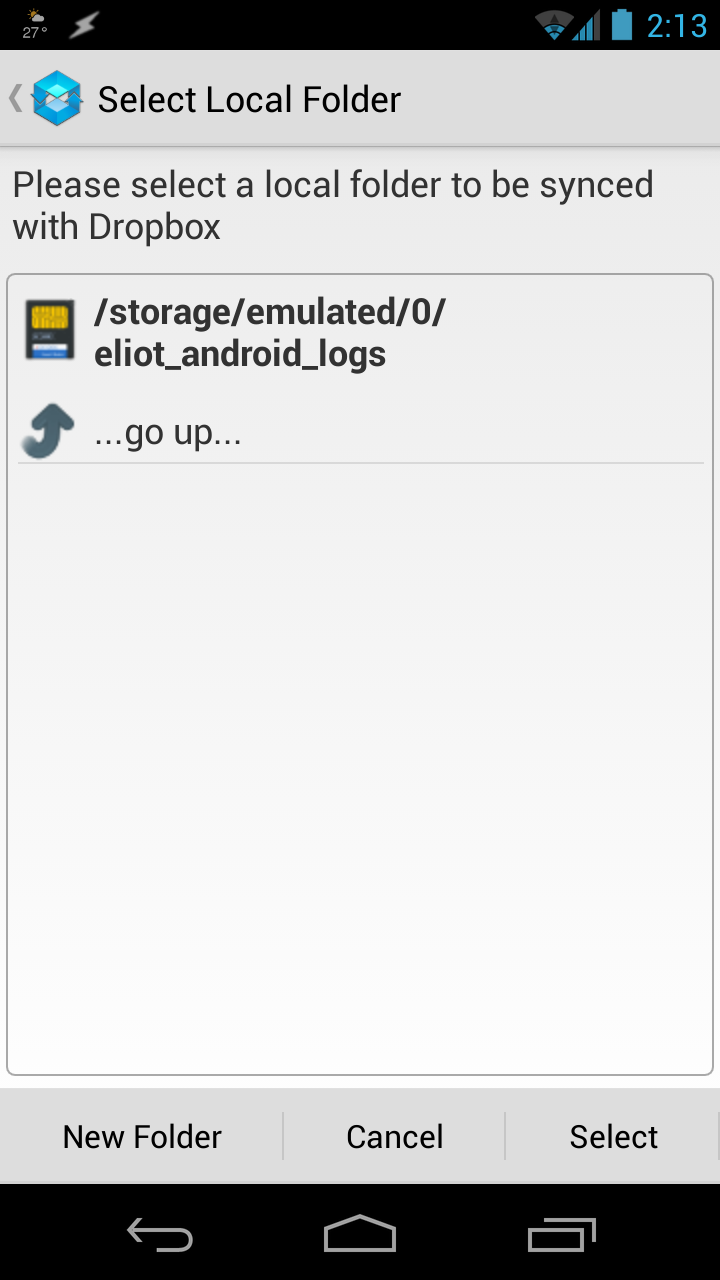 27°
2:13
Select Local Folder
Please select a local folder to be synced
with Dropbox
/storage/emulated/0/
eliot_android_logs
...go up...
New Folder
Cancel
Select